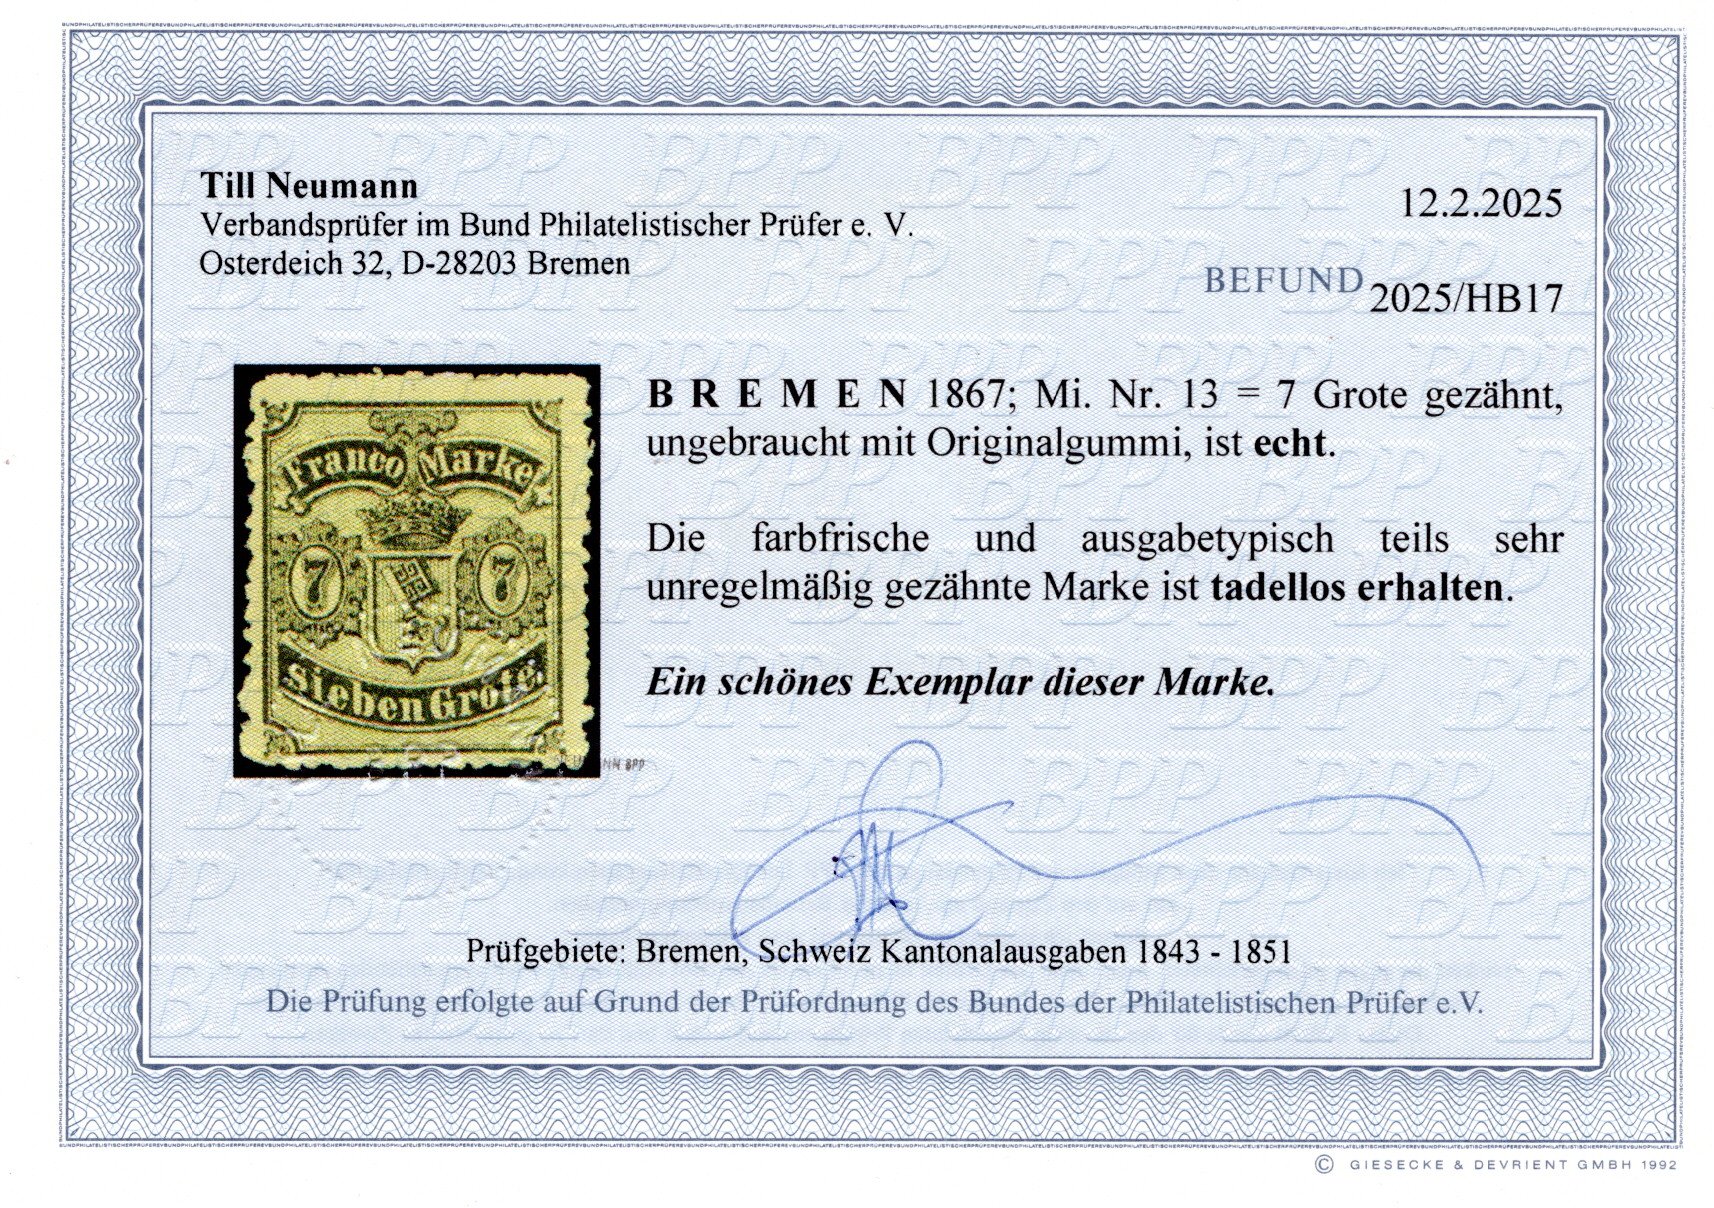 Till Neumann
Verbandsprüfer im Bund Philatelistischer Prüfer e. V.
Osterdeich 32, D-28203 Bremen
12.2.2025
BEFUND 2025/HB17
Franco Marke
7 7
Sieben Grote.
NEUMANN BPP
B R E M E N 1867; Mi. Nr. 13 = 7 Grote gezähnt,
ungebraucht mit Originalgummi, ist echt.
Die farbfrische und ausgabetypisch teils sehr
unregelmäßig gezähnte Marke ist tadellos erhalten.
Ein schönes Exemplar dieser Marke.
Prüfgebiete: Bremen, Schweiz Kantonalausgaben 1843 - 1851
Die Prüfung erfolgte auf Grund der Prüfordnung des Bundes der Philatelistischen Prüfer e.V.
© GIESECKE & DEVRIENT GMBH 1992